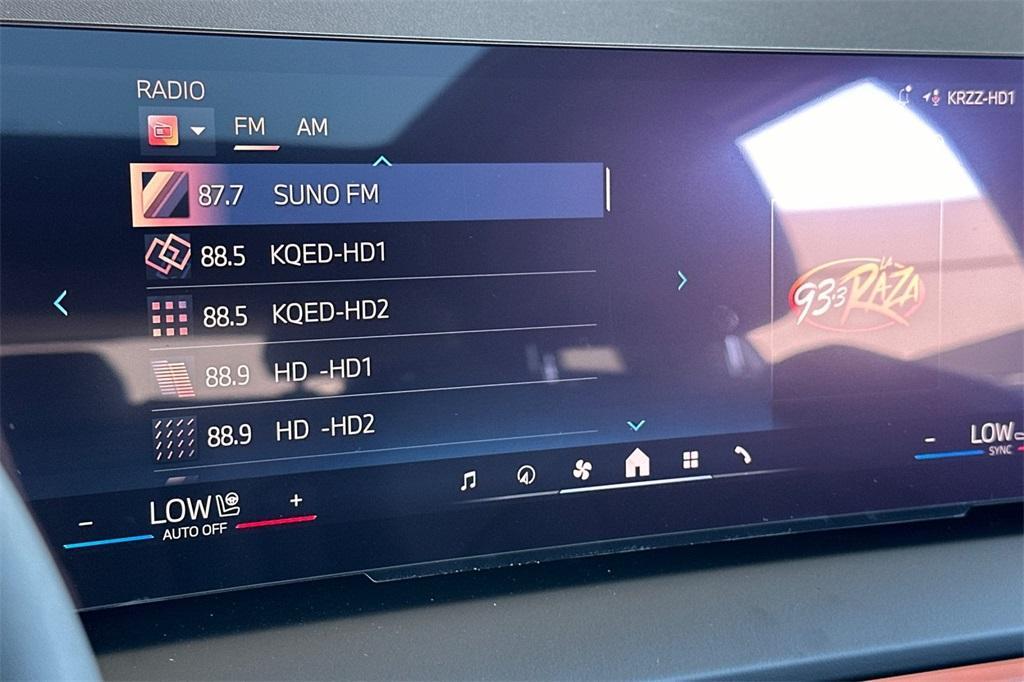 RADIO
KRZZ-HD1
FM AM
87.7 SUNO FM
88.5 KQED-HD1
88.5 KQED-HD2
88.9 HD -HD1
88.9 HD -HD2
LA
93.3 RAZA
- LOW +
AUTO OFF
- LOW
SYNC